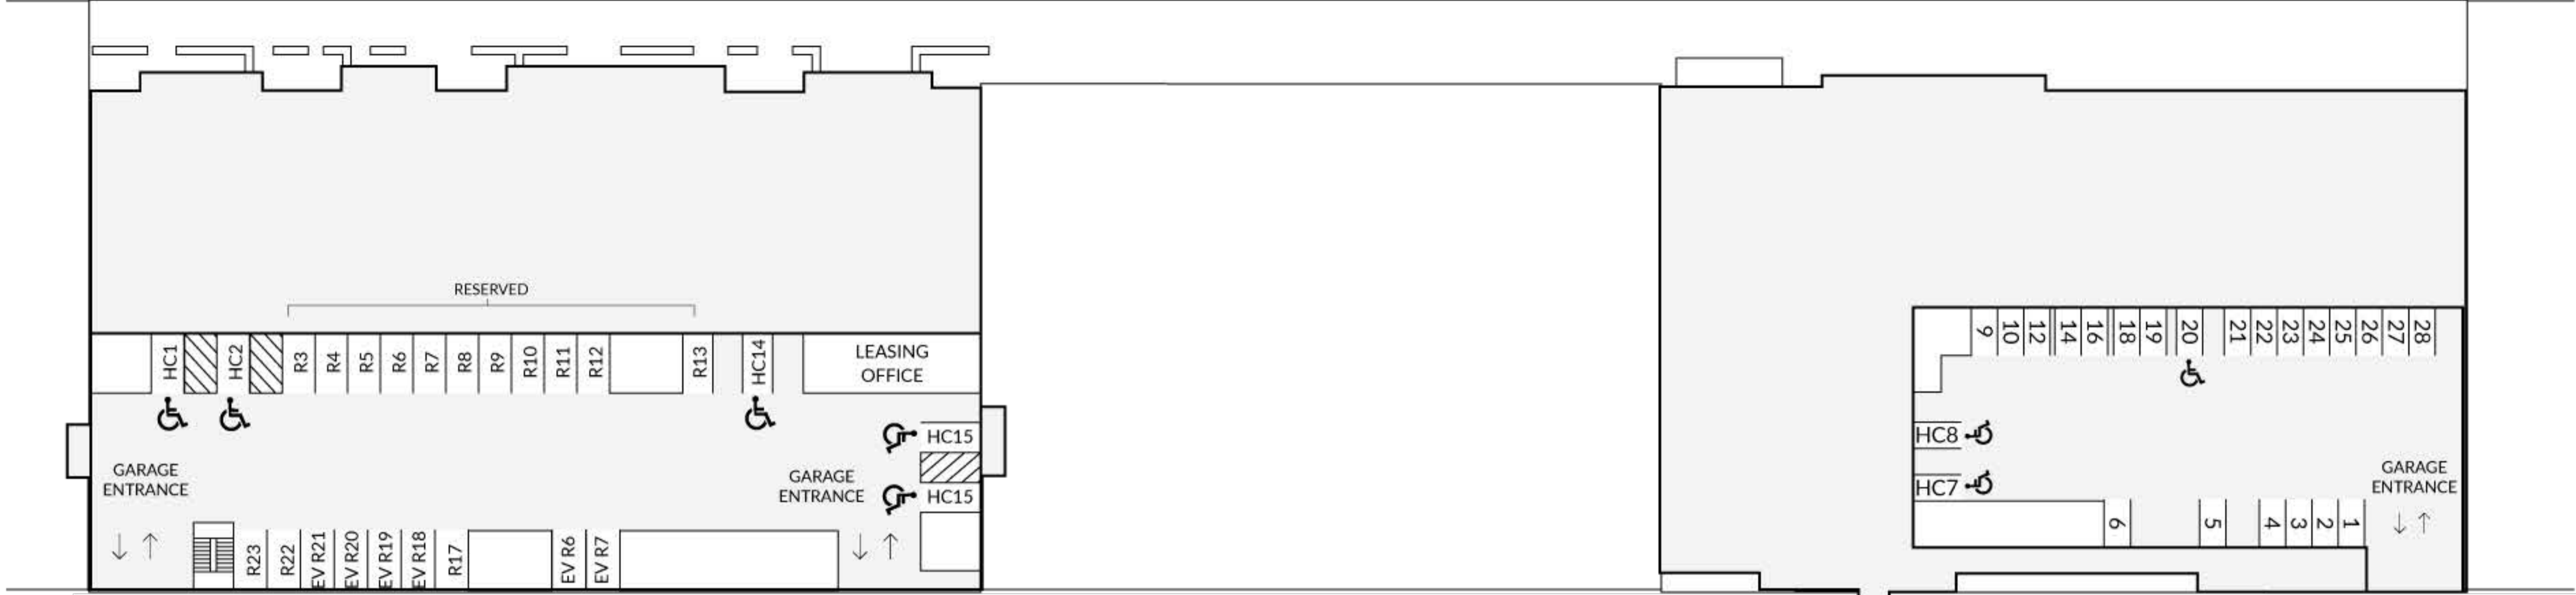 RESERVED
HC1
HC2
R3
R4
R5
R6
R7
R8
R9
R10
R11
R12
R13
HC14
LEASING
OFFICE
HC15
HC15
GARAGE
ENTRANCE
GARAGE
ENTRANCE
R23
R22
EV R21
EV R20
EV R19
EV R18
R17
EV R6
EV R7
9
10
12
14
16
18
19
20
21
22
23
24
25
26
27
28
HC8
HC7
GARAGE
ENTRANCE
6
5
4
3
2
1